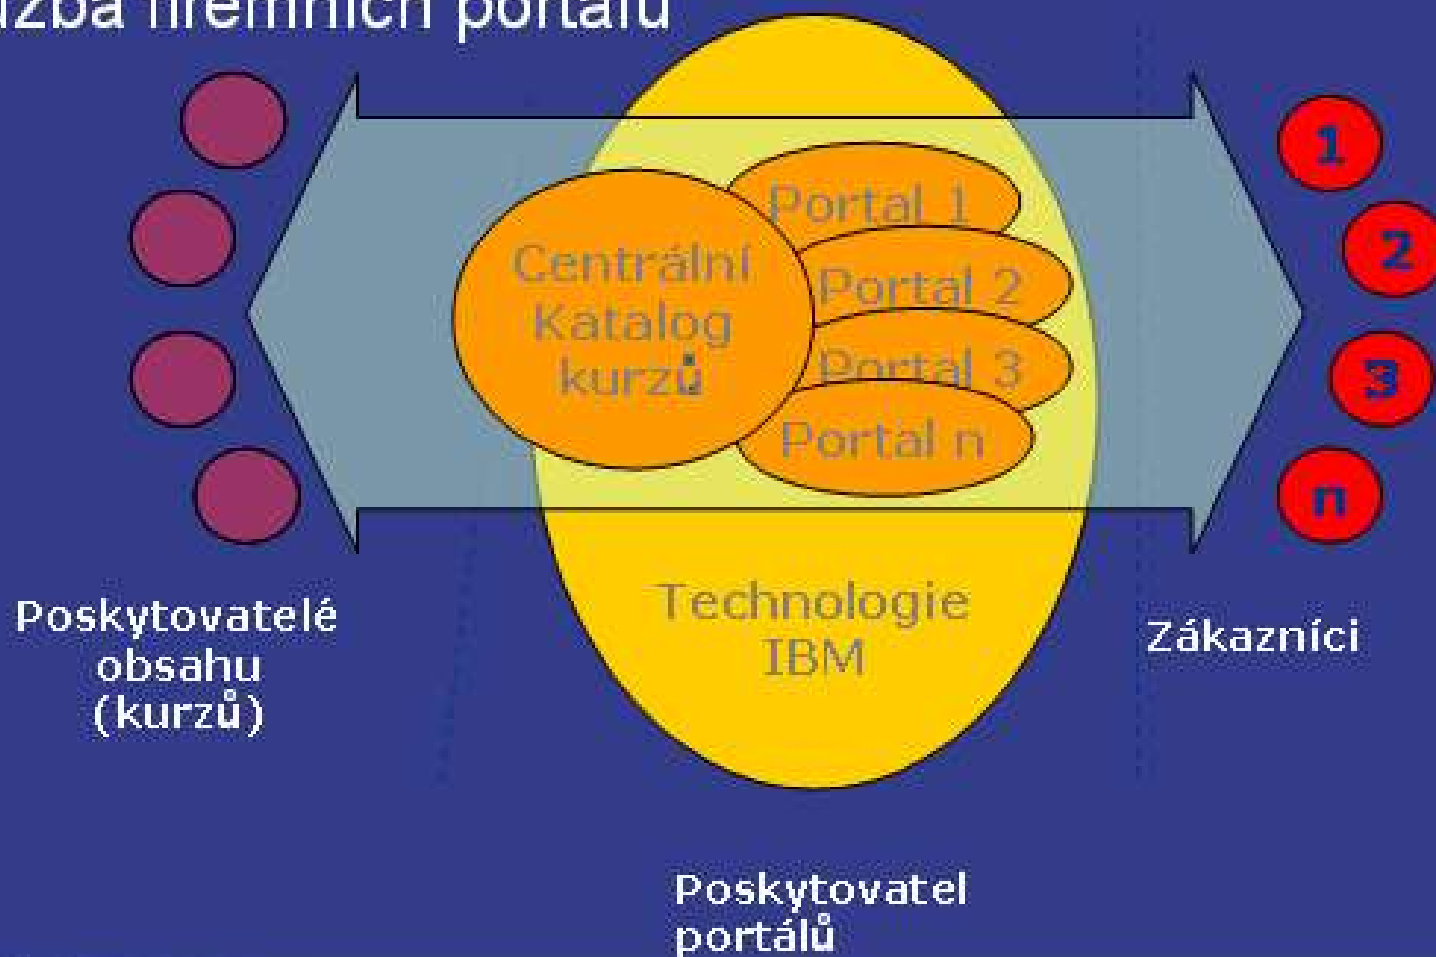 firemních portálů
Portal 1
Centrální
Katalog
kurzů
Portal 2
Portal 3
Portal n
1
2
3
n
Technologie
IBM
Poskytovatelé
obsahu
(kurzů)
Zákazníci
Poskytovatel
portálů